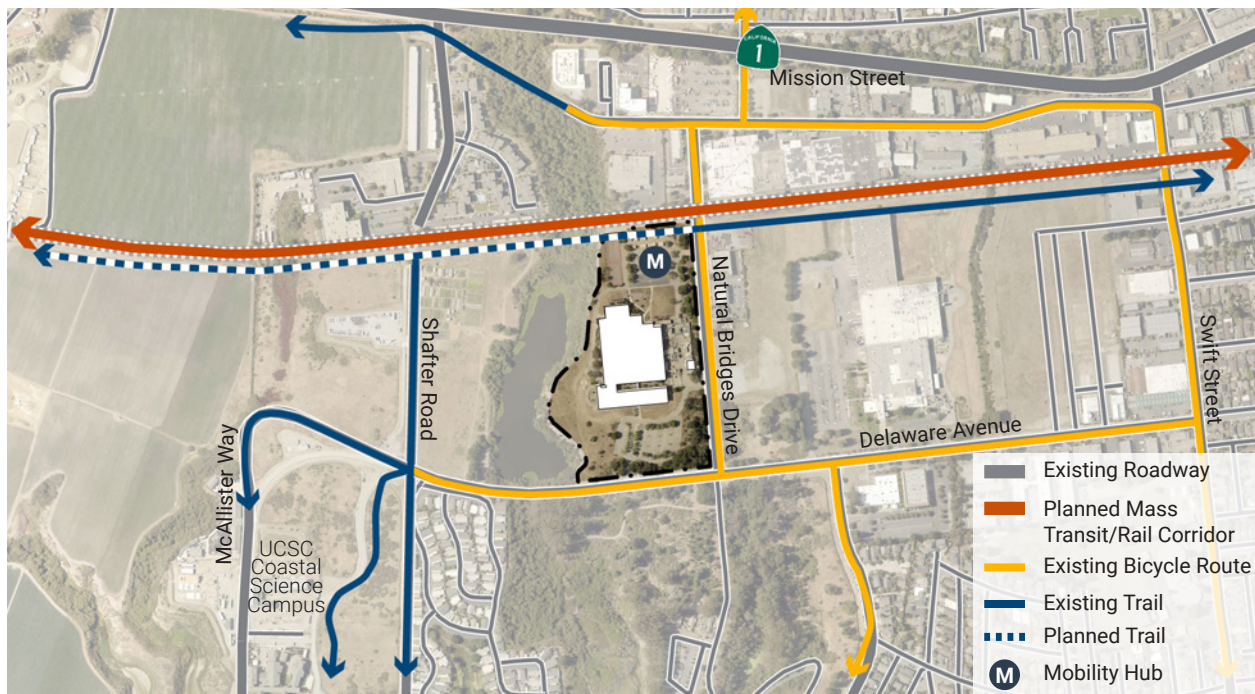 CALIFORNIA
1
Mission Street
M
Natural Bridges Drive
Shafter Road
Swift Street
Delaware Avenue
McAllister Way
UCSC
Coastal
Science
Campus
Existing Roadway
Planned Mass
Transit/Rail Corridor
Existing Bicycle Route
Existing Trail
Planned Trail
M
Mobility Hub